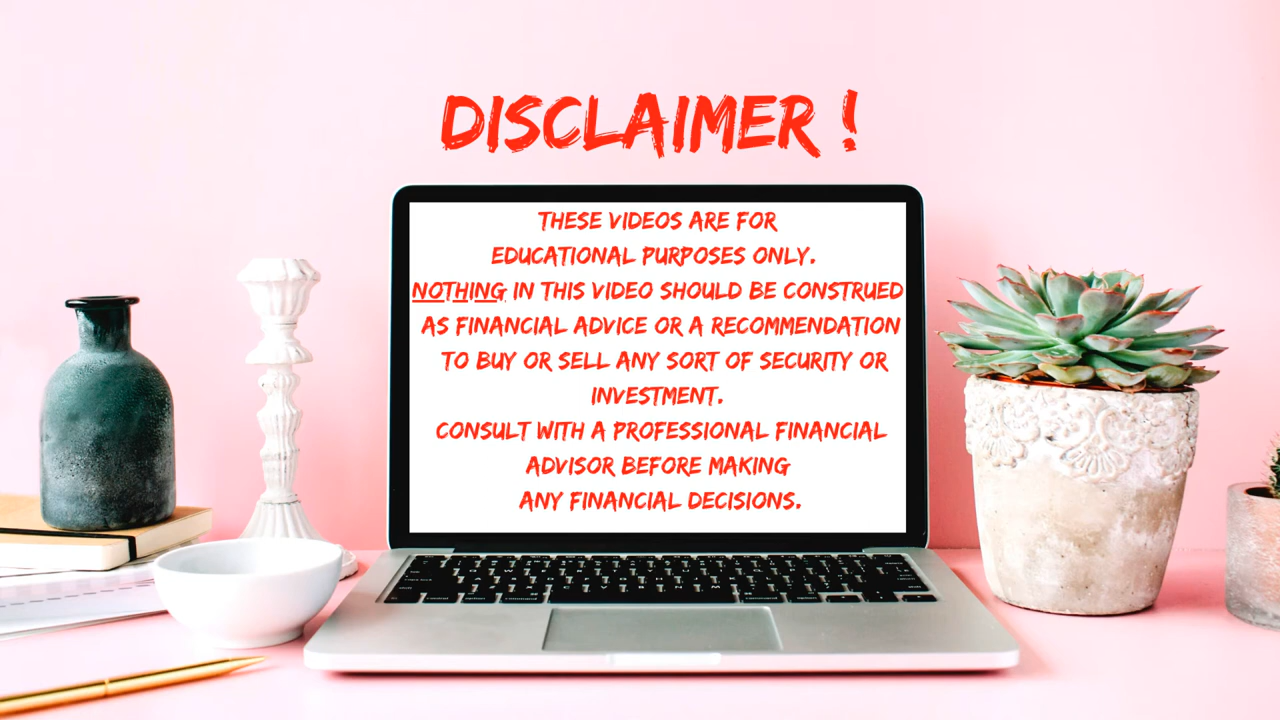 DISCLAIMER !
THESE VIDEOS ARE FOR
EDUCATIONAL PURPOSES ONLY.
NOTHING IN THIS VIDEO SHOULD BE CONSTRUED
AS FINANCIAL ADVICE OR A RECOMMENDATION
TO BUY OR SELL ANY SORT OF SECURITY OR
INVESTMENT.
CONSULT WITH A PROFESSIONAL FINANCIAL
ADVISOR BEFORE MAKING
ANY FINANCIAL DECISIONS.